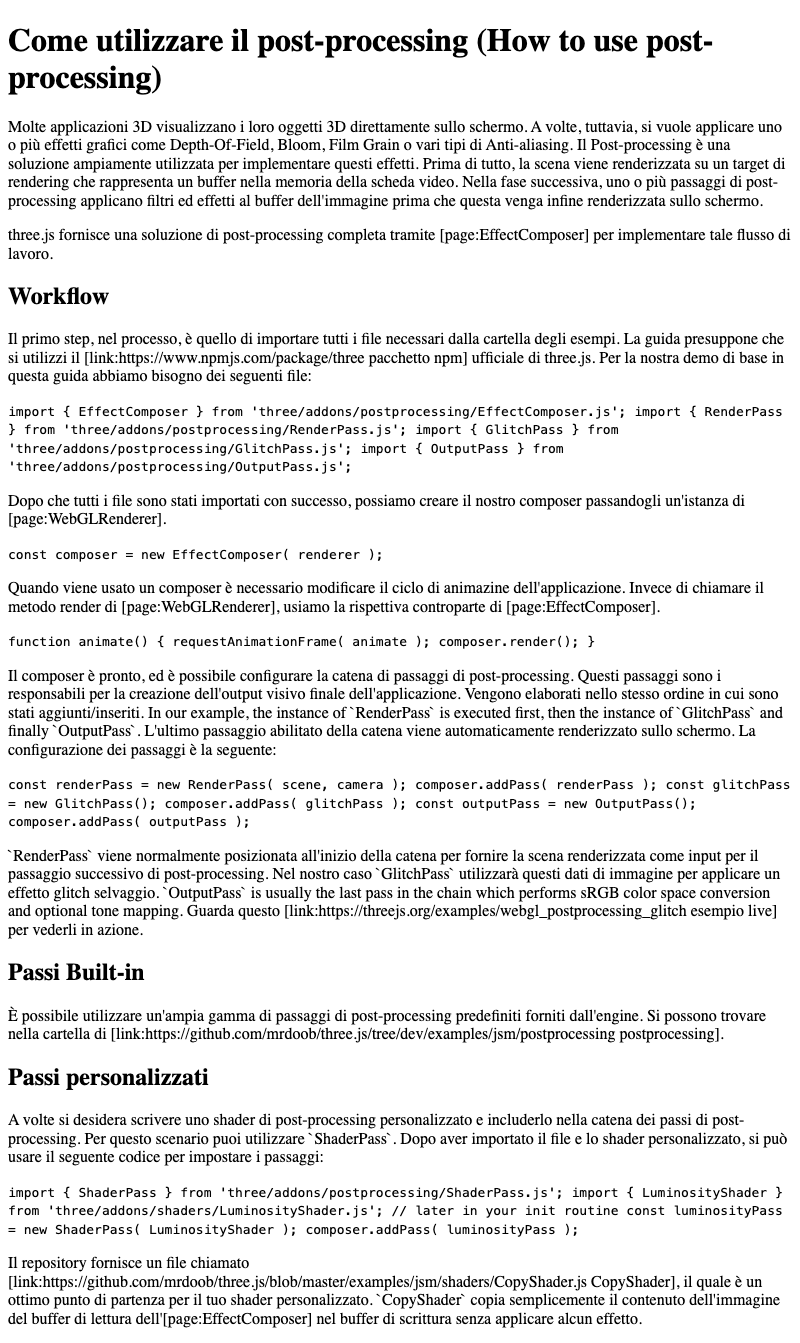 Come utilizzare il post-processing (How to use post-
processing)
Molte applicazioni 3D visualizzano i loro oggetti 3D direttamente sullo schermo. A volte, tuttavia, si vuole applicare uno
o più effetti grafici come Depth-Of-Field, Bloom, Film Grain o vari tipi di Anti-aliasing. Il Post-processing è una
soluzione ampiamente utilizzata per implementare questi effetti. Prima di tutto, la scena viene renderizzata su un target di
rendering che rappresenta un buffer nella memoria della scheda video. Nella fase successiva, uno o più passaggi di post-
processing applicano filtri ed effetti al buffer dell'immagine prima che questa venga infine renderizzata sullo schermo.
three.js fornisce una soluzione di post-processing completa tramite [page:EffectComposer] per implementare tale flusso di
lavoro.
Workflow
Il primo step, nel processo, è quello di importare tutti i file necessari dalla cartella degli esempi. La guida presuppone che
si utilizzi il [link:https://www.npmjs.com/package/three pacchetto npm] ufficiale di three.js. Per la nostra demo di base in
questa guida abbiamo bisogno dei seguenti file:
import { EffectComposer } from 'three/addons/postprocessing/EffectComposer.js'; import { RenderPass
} from 'three/addons/postprocessing/RenderPass.js'; import { GlitchPass } from
'three/addons/postprocessing/GlitchPass.js'; import { OutputPass } from
'three/addons/postprocessing/OutputPass.js';
Dopo che tutti i file sono stati importati con successo, possiamo creare il nostro composer passandogli un'istanza di
[page:WebGLRenderer].
const composer = new EffectComposer( renderer );
Quando viene usato un composer è necessario modificare il ciclo di animazine dell'applicazione. Invece di chiamare il
metodo render di [page:WebGLRenderer], usiamo la rispettiva controparte di [page:EffectComposer].
function animate() { requestAnimationFrame( animate ); composer.render(); }
Il composer è pronto, ed è possibile configurare la catena di passaggi di post-processing. Questi passaggi sono i
responsabili per la creazione dell'output visivo finale dell'applicazione. Vengono elaborati nello stesso ordine in cui sono
stati aggiunti/inseriti. In our example, the instance of `RenderPass` is executed first, then the instance of `GlitchPass` and
finally `OutputPass`. L'ultimo passaggio abilitato della catena viene automaticamente renderizzato sullo schermo. La
configurazione dei passaggi è la seguente:
const renderPass = new RenderPass( scene, camera ); composer.addPass( renderPass ); const glitchPass
= new GlitchPass(); composer.addPass( glitchPass ); const outputPass = new OutputPass();
composer.addPass( outputPass );
`RenderPass` viene normalmente posizionata all'inizio della catena per fornire la scena renderizzata come input per il
passaggio successivo di post-processing. Nel nostro caso `GlitchPass` utilizzarà questi dati di immagine per applicare un
effetto glitch selvaggio. `OutputPass` is usually the last pass in the chain which performs sRGB color space conversion
and optional tone mapping. Guarda questo [link:https://threejs.org/examples/webgl_postprocessing_glitch esempio live]
per vederli in azione.
Passi Built-in
È possibile utilizzare un'ampia gamma di passaggi di post-processing predefiniti forniti dall'engine. Si possono trovare
nella cartella di [link:https://github.com/mrdoob/three.js/tree/dev/examples/jsm/postprocessing postprocessing].
Passi personalizzati
A volte si desidera scrivere uno shader di post-processing personalizzato e includerlo nella catena dei passi di post-
processing. Per questo scenario puoi utilizzare `ShaderPass`. Dopo aver importato il file e lo shader personalizzato, si può
usare il seguente codice per impostare i passaggi:
import { ShaderPass } from 'three/addons/postprocessing/ShaderPass.js'; import { LuminosityShader }
from 'three/addons/shaders/LuminosityShader.js'; // later in your init routine const luminosityPass
= new ShaderPass( LuminosityShader ); composer.addPass( luminosityPass );
Il repository fornisce un file chiamato
[link:https://github.com/mrdoob/three.js/blob/master/examples/jsm/shaders/CopyShader.js CopyShader], il quale è un
ottimo punto di partenza per il tuo shader personalizzato. `CopyShader` copia semplicemente il contenuto dell'immagine
del buffer di lettura dell'[page:EffectComposer] nel buffer di scrittura senza applicare alcun effetto.